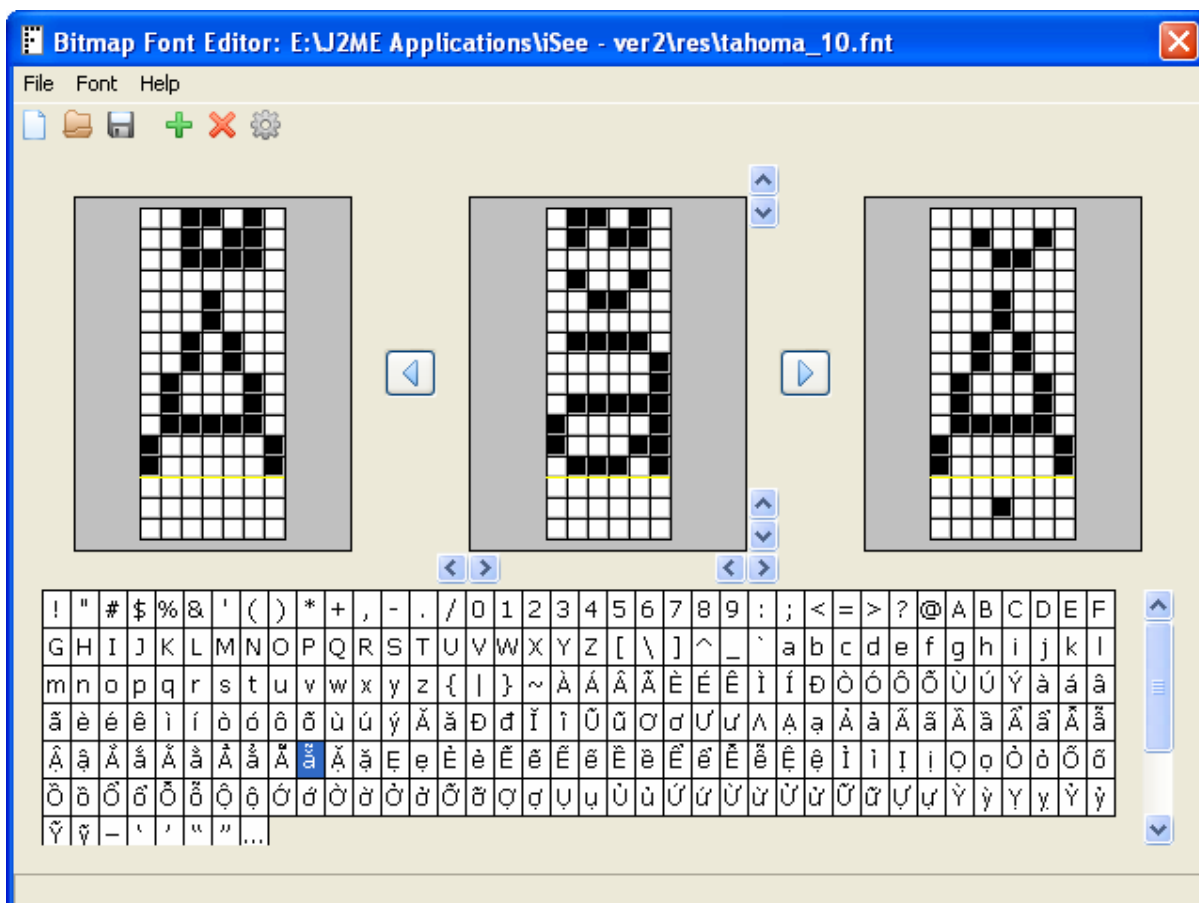 Bitmap Font Editor: E:\J2ME Applications\iSee - ver2\res\tahoma_10.fnt
File Font Help
! " # $ % & ' ( ) * + , - . / 0 1 2 3 4 5 6 7 8 9 : ; < = > ? @ A B C D E F
G H I J K L M N O P Q R S T U V W X Y Z [ \ ] ^ _ ` a b c d e f g h i j k l
m n o p q r s t u v w x y z { | } ~ À Á Â Ã È É Ê Ì Í Đ Ò Ó Ô Õ Ù Ú Ý à á â
ã è é ê ì í ò ó ô õ ù ú ý Ă ă Đ đ Ĩ ĩ Ũ ũ Ơ ơ Ư ư Λ Ạ ạ Ả ả Ấ ấ Ầ ầ Ẩ ẩ Ẫ ẫ
Ậ ậ Ắ ắ Ằ ằ Ẳ ẳ Ẵ ẵ Ặ ặ Ẹ ẹ Ẻ ẻ Ẽ ẽ Ế ế Ề ề Ể ể Ễ ễ Ệ ệ Ỉ ỉ Ị ị Ọ ọ Ỏ ỏ Ố ố
Ồ ồ Ổ ổ Ỗ ỗ Ộ ộ Ớ ớ Ờ ờ Ở ở Ỡ ỡ Ợ ợ Ụ ụ Ủ ủ Ứ ứ Ừ ừ Ử ử Ữ ữ Ự ự Ỳ ỳ Ỵ ỵ Ỷ ỷ
Ỹ ỹ – ‘ ’ “ ” …